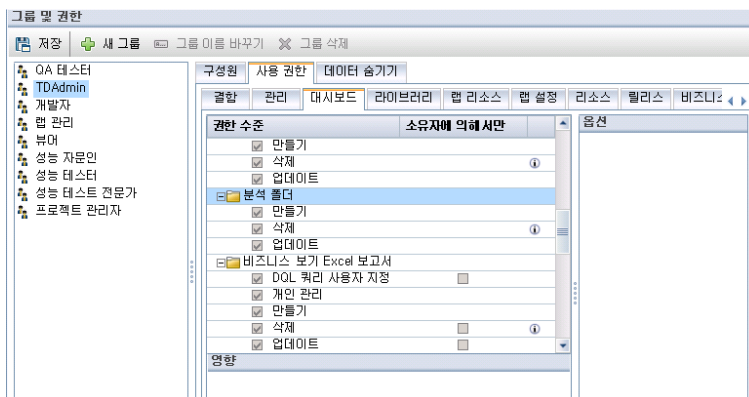 그룹 및 권한
저장 새 그룹 그룹 이름 바꾸기 그룹 삭제
QA 테스터
TDAdmin
개발자
랩 관리
뷰어
성능 자문인
성능 테스터
성능 테스트 전문가
프로젝트 관리자
구성원 사용 권한 데이터 숨기기
결함 관리 대시보드 라이브러리 랩 리소스 랩 설정 리소스 릴리스 비즈니스
권한 수준 소유자에 의해서만
만들기
삭제
업데이트
분석 폴더
만들기
삭제
업데이트
비즈니스 보기 Excel 보고서
DQL 쿼리 사용자 지정
개인 관리
만들기
삭제
업데이트
영향
옵션